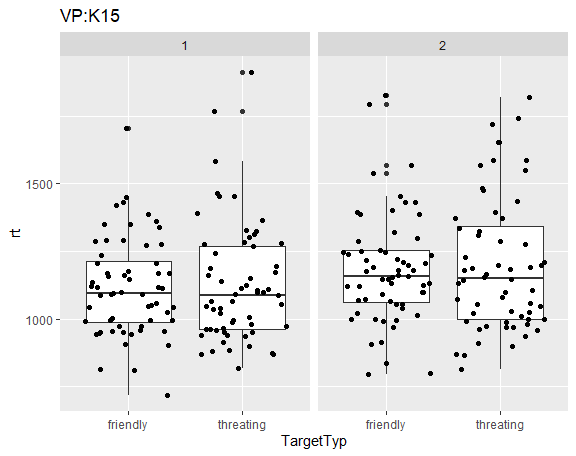 VP:K15
1 2
rt
1500
1000
friendly threating friendly threating
TargetTyp